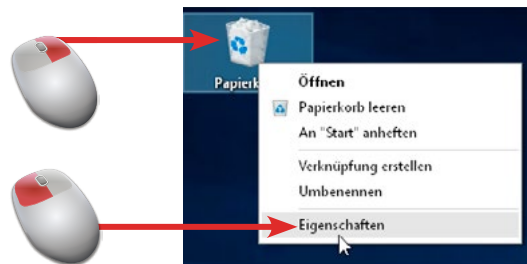 Papierk
Öffnen
Papierkorb leeren
An "Start" anheften
Verknüpfung erstellen
Umbenennen
Eigenschaften